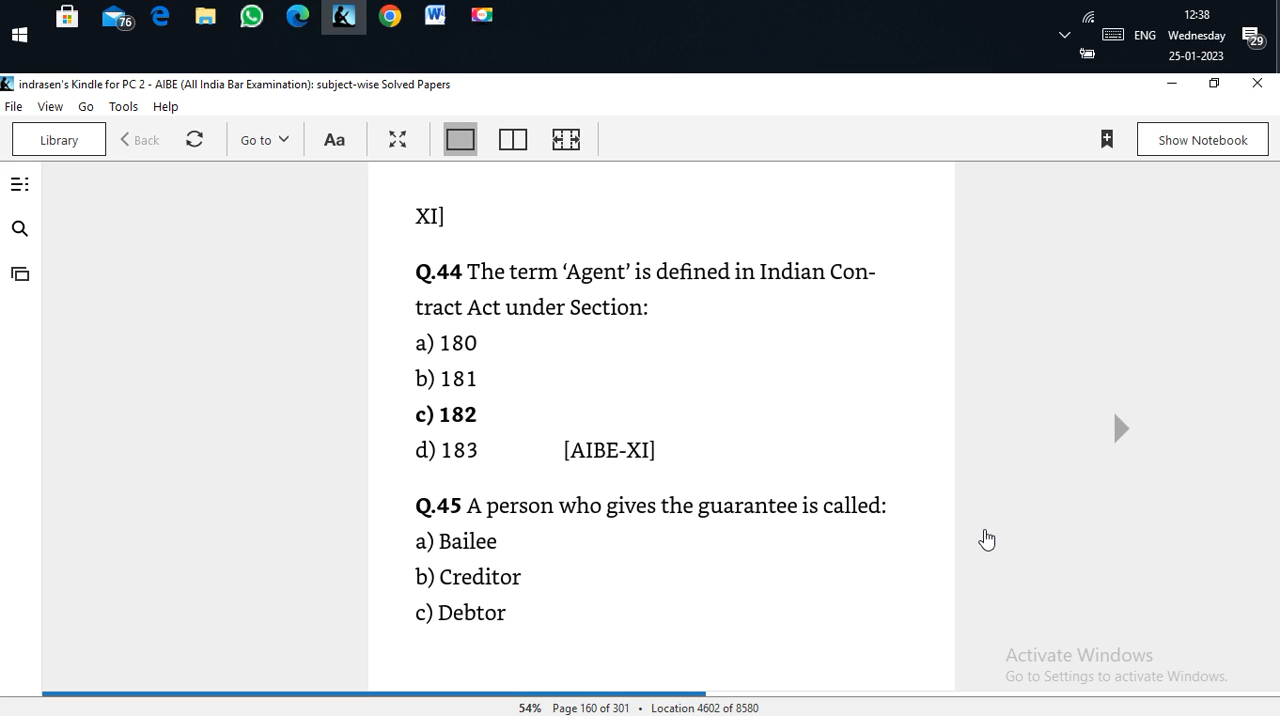 76
12:38
ENG Wednesday
29
25-01-2023
indrasen's Kindle for PC 2 - AIBE (All India Bar Examination): subject-wise Solved Papers
File View Go Tools Help
Library Back Go to Aa Show Notebook
XI]
Q.44 The term ‘Agent’ is defined in Indian Con-
tract Act under Section:
a) 180
b) 181
c) 182
d) 183 [AIBE-XI]
Q.45 A person who gives the guarantee is called:
a) Bailee
b) Creditor
c) Debtor
Activate Windows
Go to Settings to activate Windows.
54% Page 160 of 301 • Location 4602 of 8580